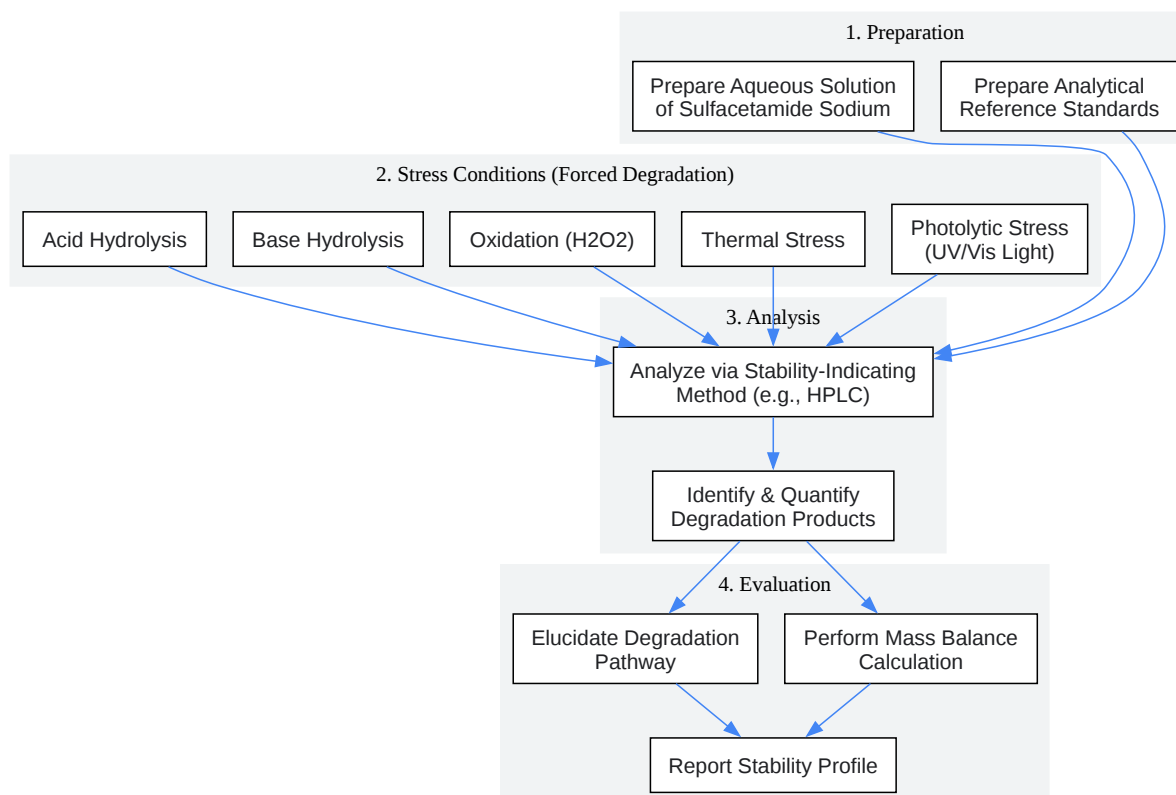 1. Preparation
Prepare Aqueous Solution
of Sulfacetamide Sodium
Prepare Analytical
Reference Standards
2. Stress Conditions (Forced Degradation)
Acid Hydrolysis
Base Hydrolysis
Oxidation (H2O2)
Thermal Stress
Photolytic Stress
(UV/Vis Light)
3. Analysis
Analyze via Stability-Indicating
Method (e.g., HPLC)
Identify & Quantify
Degradation Products
4. Evaluation
Elucidate Degradation
Pathway
Perform Mass Balance
Calculation
Report Stability Profile